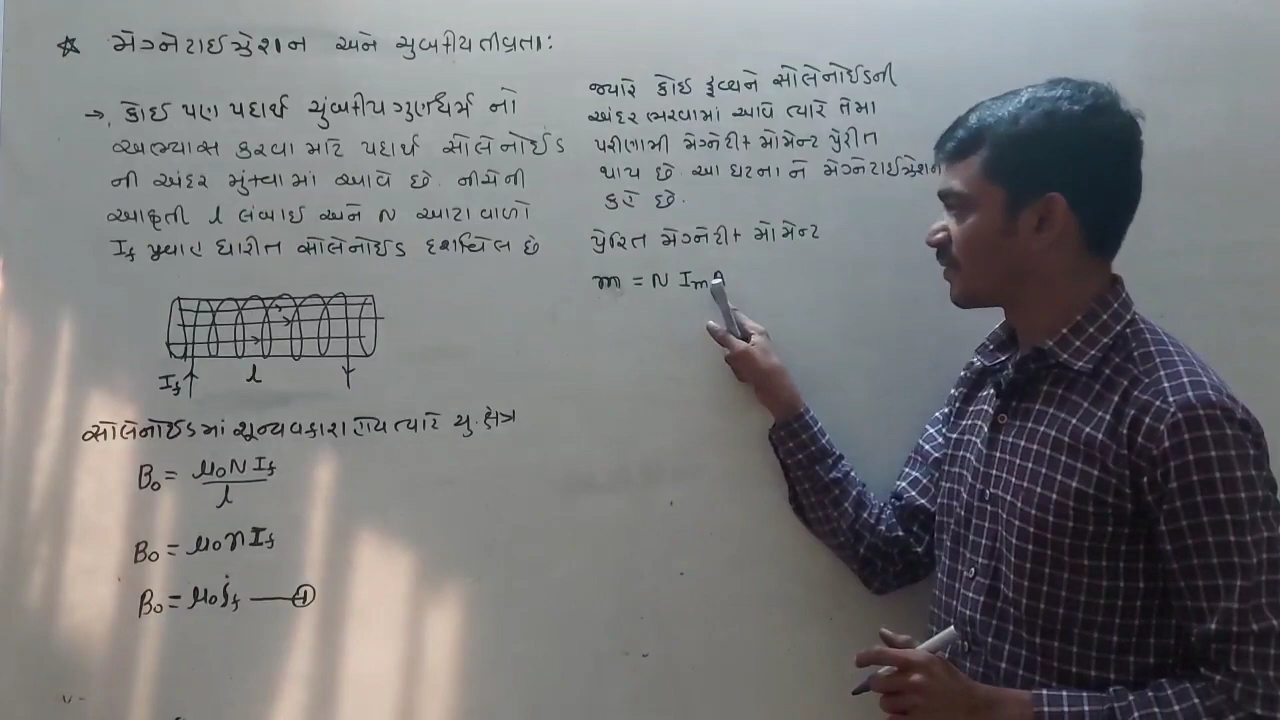 ☆ મેગ્નેટાઈઝેશન અને ચુંબકીય તીવ્રતા:
→ કોઈ પણ પદાર્થ ચુંબકીય ગુણધર્મ નો
અભ્યાસ કરવા માટે પદાર્થ સોલેનોઈડ
ની અંદર મુંકવામાં આવે છે. નીચેની
આકૃતી l લંબાઈ અને N આટા વાળો
If પ્રવાહ ધારીત સોલેનોઈડ દર્શાવેલ છે
If
l
સોલેનોઈડમાં શૂન્યવકાશ હોય ત્યારે ચુ. ક્ષેત્ર
B₀ = μ₀NIf / l
B₀ = μ₀nIf
B₀ = μ₀if —— ①
જ્યારે કોઈ દ્રવ્યને સોલેનોઈડની
અંદર ભરવામાં આવે ત્યારે તેમા
પરીણામી મેગ્નેટીક મોમેન્ટ પ્રેરીત
થાય છે. આ ઘટના ને મેગ્નેટાઈઝેશન
કહે છે.
પ્રેરિત મેગ્નેટીક મોમેન્ટ
m = N Im A